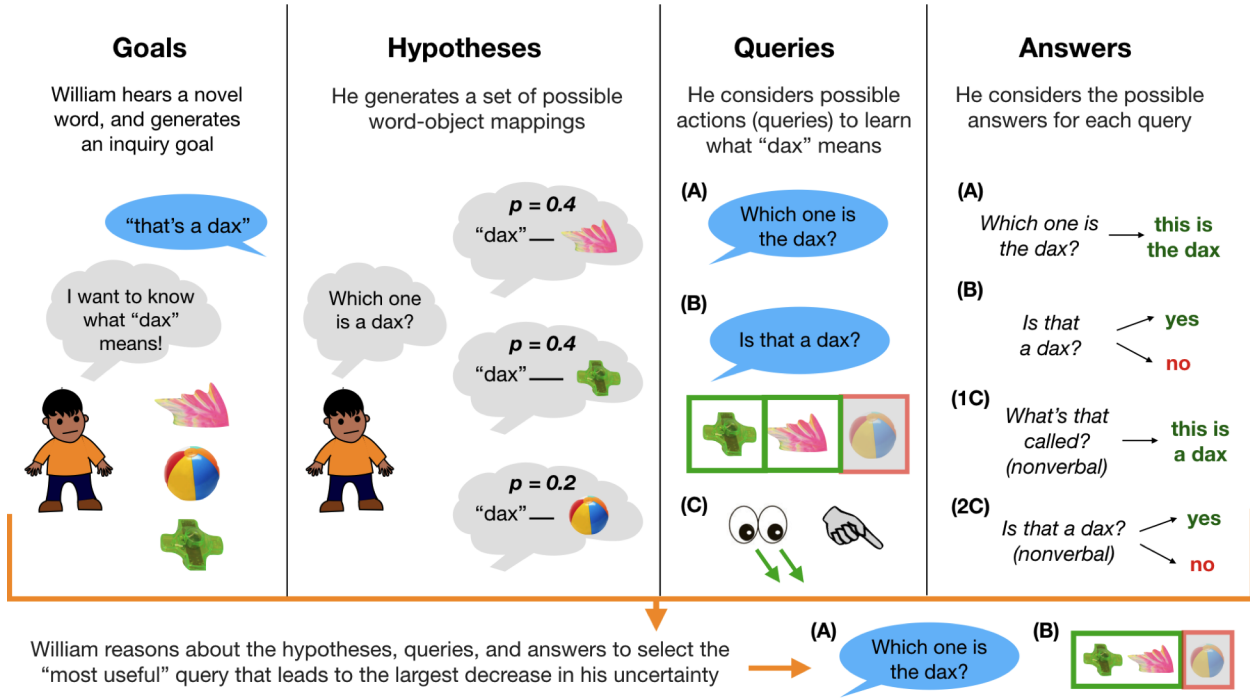 Goals
William hears a novel
word, and generates
an inquiry goal
“that’s a dax”
I want to know
what “dax”
means!
Hypotheses
He generates a set of possible
word-object mappings
Which one
is a dax?
p = 0.4
“dax”
p = 0.4
“dax”
p = 0.2
“dax”
Queries
He considers possible
actions (queries) to learn
what “dax” means
(A)
Which one is
the dax?
(B)
Is that a dax?
(C)
Answers
He considers the possible
answers for each query
(A)
Which one is
the dax?
this is
the dax
(B)
Is that
a dax?
yes
no
(1C)
What’s that
called?
(nonverbal)
this is
a dax
(2C)
Is that a dax?
(nonverbal)
yes
no
William reasons about the hypotheses, queries, and answers to select the
“most useful” query that leads to the largest decrease in his uncertainty
(A)
Which one is
the dax?
(B)